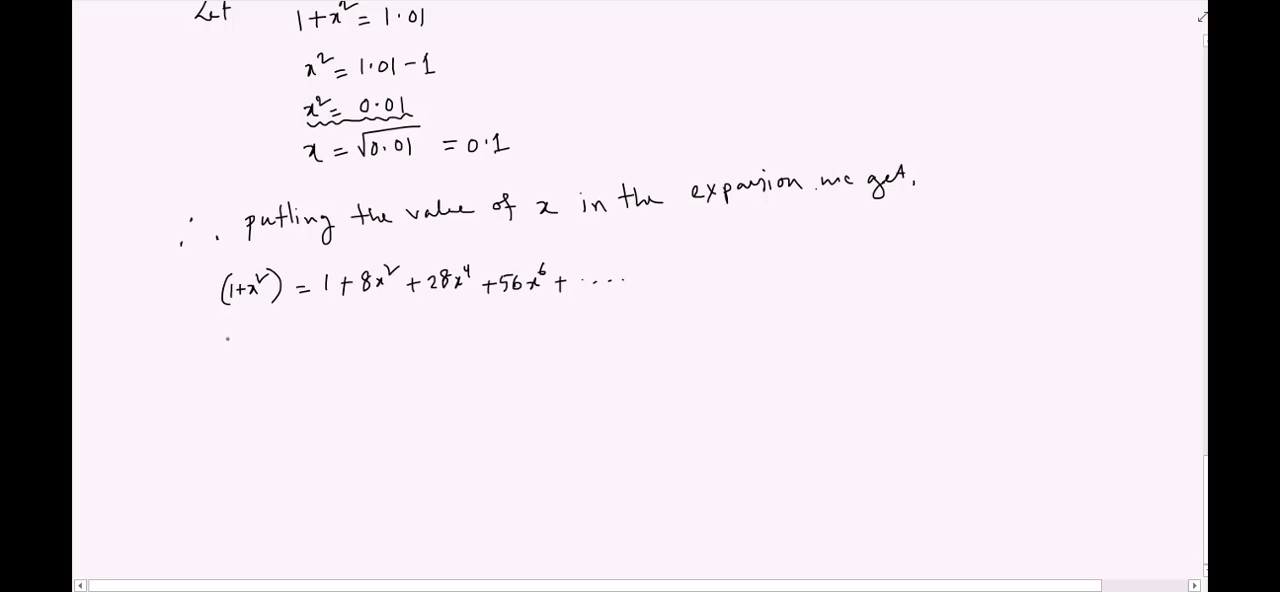 Let 1+x² = 1.01
x² = 1.01 - 1
x² = 0.01
x = √0.01 = 0.1
∴ putting the value of x in the expansion we get,
(1+x²) = 1 + 8x² + 28x⁴ + 56x⁶ + ....